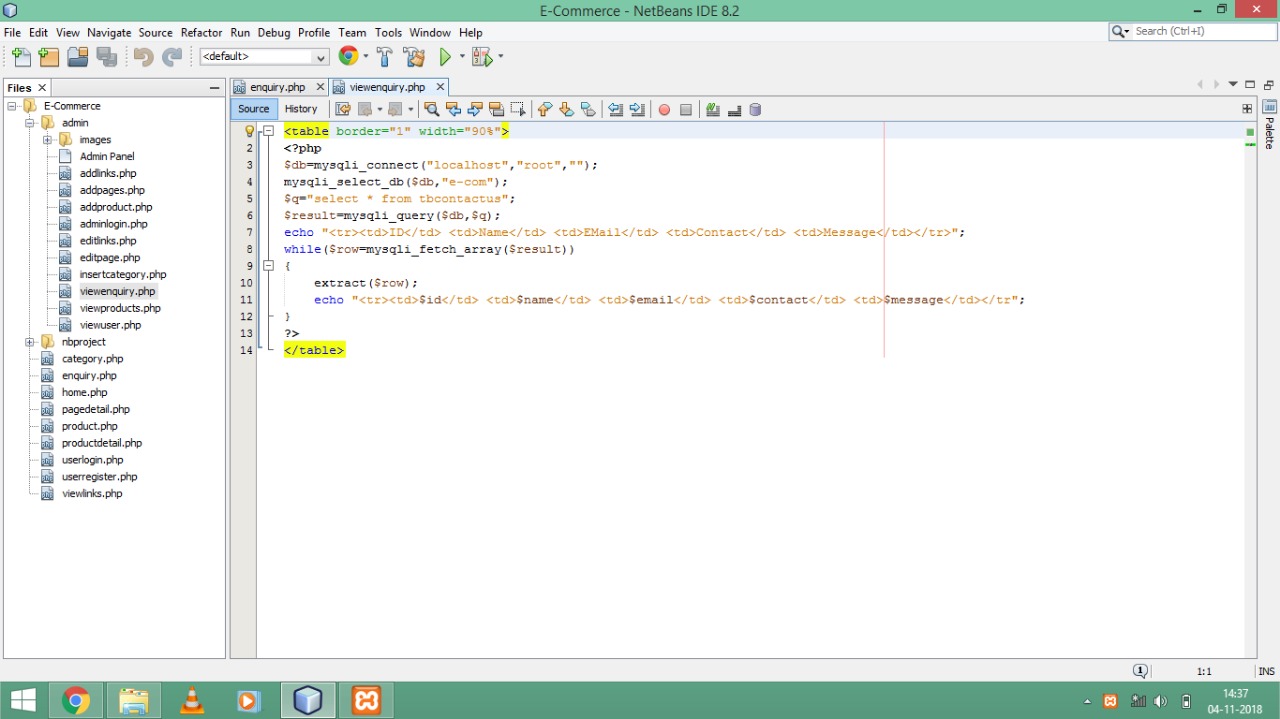 E-Commerce - NetBeans IDE 8.2
File Edit View Navigate Source Refactor Run Debug Profile Team Tools Window Help
Search (Ctrl+I)
<default>
Files
enquiry.php
viewenquiry.php
E-Commerce
admin
images
Admin Panel
addlinks.php
addpages.php
addproduct.php
adminlogin.php
editlinks.php
editpage.php
insertcategory.php
viewenquiry.php
viewproducts.php
viewuser.php
nbproject
category.php
enquiry.php
home.php
pagedetail.php
product.php
productdetail.php
userlogin.php
userregister.php
viewlinks.php
Source History
Palette
<table border="1" width="90%">
2 <?php
3 $db=mysqli_connect("localhost","root","");
4 mysqli_select_db($db,"e-com");
5 $q="select * from tbcontactus";
6 $result=mysqli_query($db,$q);
7 echo "<tr><td>ID</td> <td>Name</td> <td>EMail</td> <td>Contact</td> <td>Message</td></tr>";
8 while($row=mysqli_fetch_array($result))
9 {
10 extract($row);
11 echo "<tr><td>$id</td> <td>$name</td> <td>$email</td> <td>$contact</td> <td>$message</td></tr";
12 }
13 ?>
14 </table>
1
1:1
INS
14:37
04-11-2018